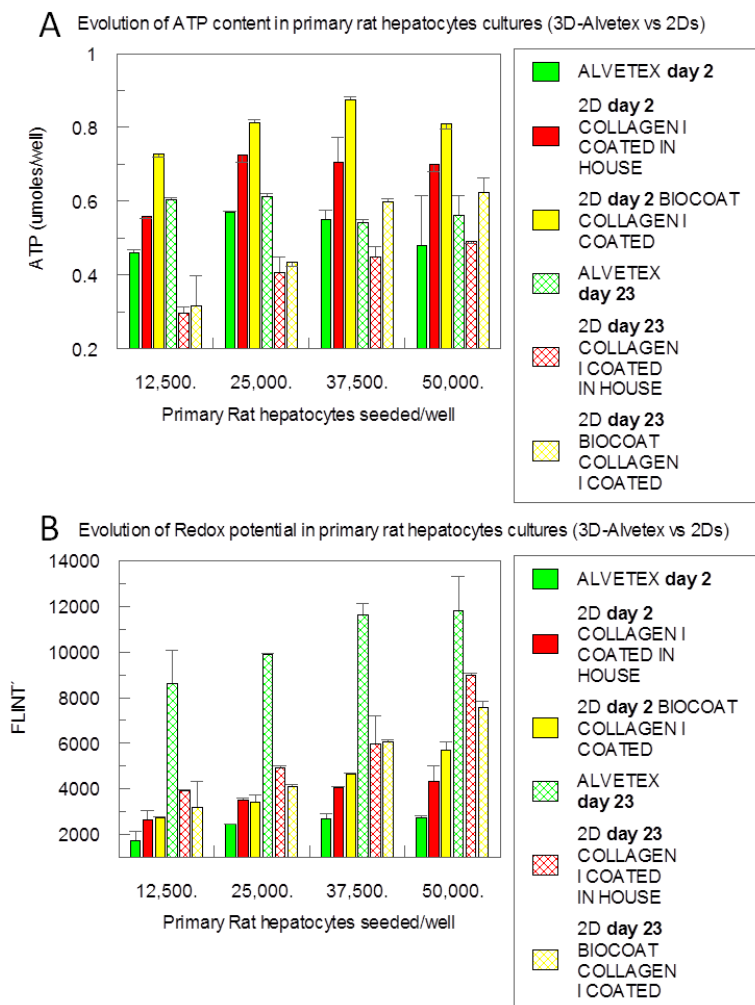 A Evolution of ATP content in primary rat hepatocytes cultures (3D-Alvetex vs 2Ds)
1
0.8
0.6
0.4
0.2
ATP (umoles/well)
12,500. 25,000. 37,500. 50,000.
Primary Rat hepatocytes seeded/well
ALVETEX day 2
2D day 2
COLLAGEN I
COATED IN
HOUSE
2D day 2 BIOCOAT
COLLAGEN I
COATED
ALVETEX
day 23
2D day 23
COLLAGEN
I COATED
IN HOUSE
2D day 23
BIOCOAT
COLLAGEN
I COATED
B Evolution of Redox potential in primary rat hepatocytes cultures (3D-Alvetex vs 2Ds)
14000
12000
10000
8000
6000
4000
2000
FLINT´
12,500. 25,000. 37,500. 50,000.
Primary Rat hepatocytes seeded/well
ALVETEX day 2
2D day 2
COLLAGEN I
COATED IN
HOUSE
2D day 2 BIOCOAT
COLLAGEN I
COATED
ALVETEX
day 23
2D day 23
COLLAGEN
I COATED
IN HOUSE
2D day 23
BIOCOAT
COLLAGEN
I COATED